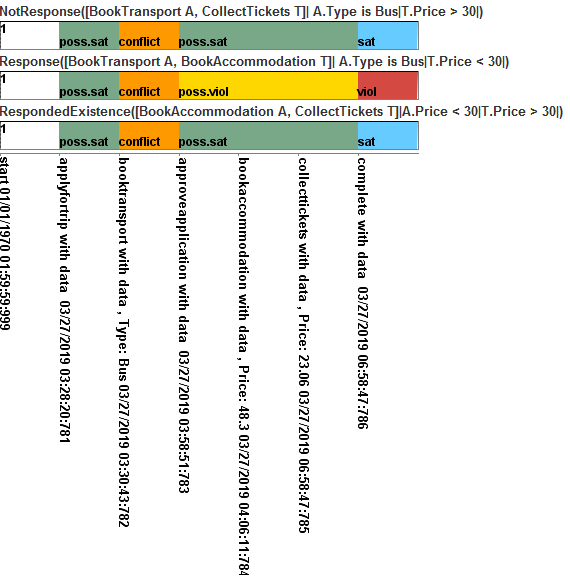 NotResponse([BookTransport A, CollectTickets T]| A.Type is Bus|T.Price > 30|)
1
poss.sat conflict poss.sat sat
Response([BookTransport A, BookAccommodation T]| A.Type is Bus|T.Price < 30|)
1
poss.sat conflict poss.viol viol
RespondedExistence([BookAccommodation A, CollectTickets T]|A.Price < 30|T.Price > 30|)
1
poss.sat conflict poss.sat sat
start 01/01/1970 01:59:59:999
applyfortrip with data 03/27/2019 03:28:20:781
booktransport with data , Type: Bus 03/27/2019 03:30:43:782
approveapplication with data 03/27/2019 03:58:51:783
bookaccommodation with data , Price: 48.3 03/27/2019 04:06:11:784
collecttickets with data , Price: 23.06 03/27/2019 06:58:47:785
complete with data 03/27/2019 06:58:47:786